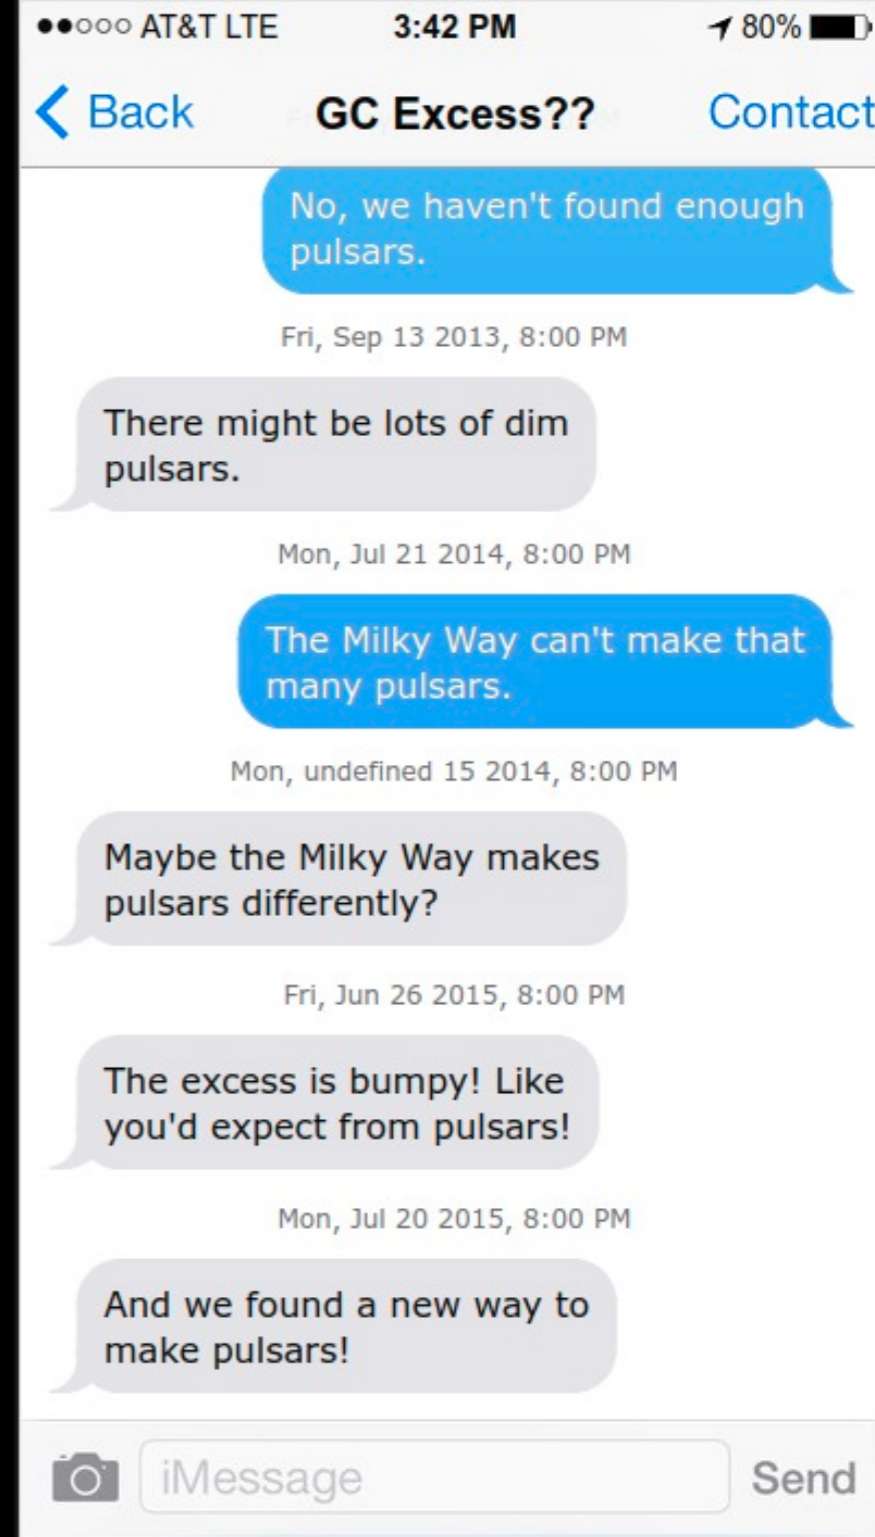 AT&T LTE 3:42 PM 80%
Back GC Excess?? Contact
No, we haven't found enough
pulsars.
Fri, Sep 13 2013, 8:00 PM
There might be lots of dim
pulsars.
Mon, Jul 21 2014, 8:00 PM
The Milky Way can't make that
many pulsars.
Mon, undefined 15 2014, 8:00 PM
Maybe the Milky Way makes
pulsars differently?
Fri, Jun 26 2015, 8:00 PM
The excess is bumpy! Like
you'd expect from pulsars!
Mon, Jul 20 2015, 8:00 PM
And we found a new way to
make pulsars!
iMessage Send